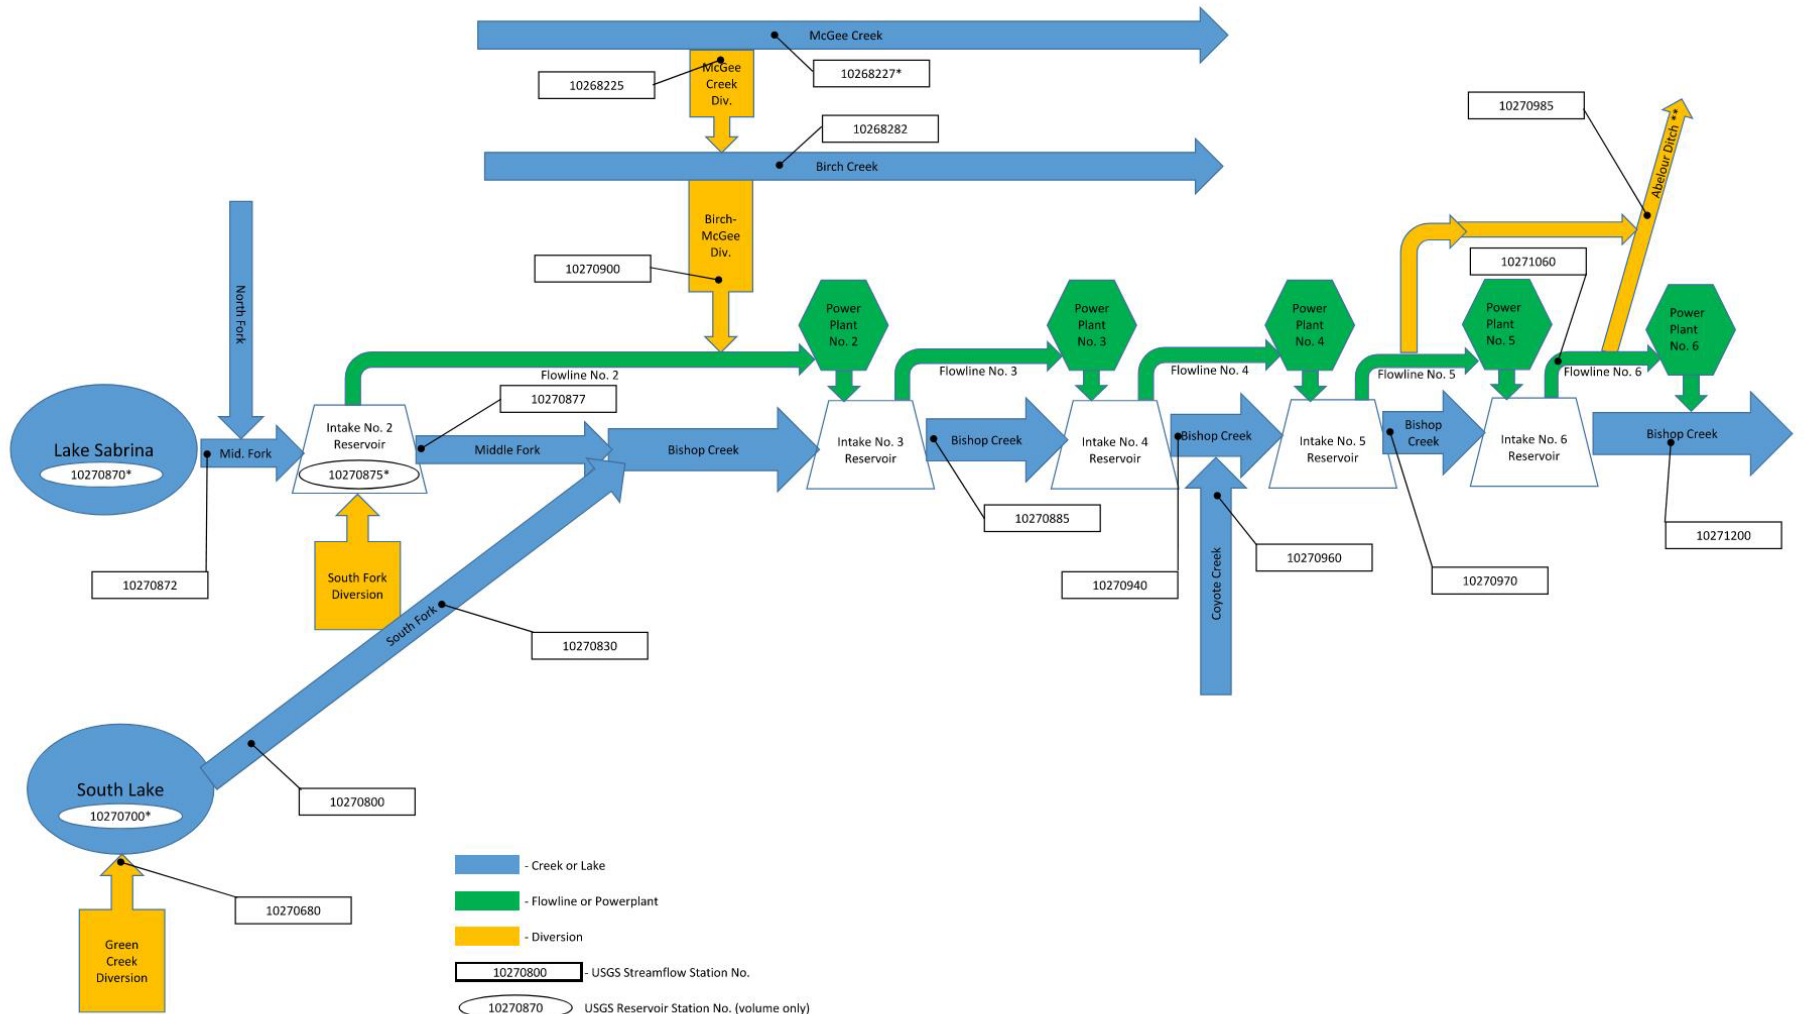 McGee Creek
McGee
Creek
Div.
10268225
10268227*
10268282
Birch Creek
10270985
Abelour Ditch **
North Fork
Birch-
McGee
Div.
10270900
10271060
Power
Plant
No. 2
Power
Plant
No. 3
Power
Plant
No. 4
Power
Plant
No. 5
Power
Plant
No. 6
Flowline No. 2
Flowline No. 3
Flowline No. 4
Flowline No. 5
Flowline No. 6
10270877
Lake Sabrina
10270870*
Mid. Fork
Intake No. 2
Reservoir
10270875*
Middle Fork
Bishop Creek
Intake No. 3
Reservoir
Bishop Creek
Intake No. 4
Reservoir
Bishop Creek
Intake No. 5
Reservoir
Bishop
Creek
Intake No. 6
Reservoir
Bishop Creek
10270885
10271200
10270872
South Fork
Diversion
South Fork
10270830
10270940
Coyote Creek
10270960
10270970
South Lake
10270700*
10270800
10270680
Green
Creek
Diversion
- Creek or Lake
- Flowline or Powerplant
- Diversion
10270800 - USGS Streamflow Station No.
10270870 USGS Reservoir Station No. (volume only)